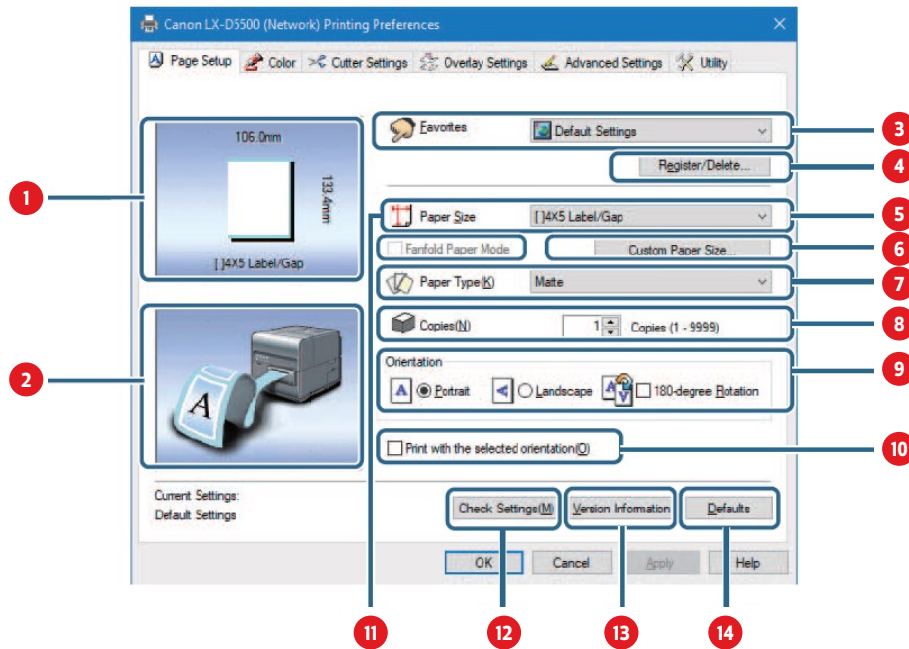 Canon LX-D5500 (Network) Printing Preferences
Page Setup Color Cutter Settings Overlay Settings Advanced Settings Utility
106.0mm
133.4mm
[ ]4X5 Label/Gap
1
A
2
Favorites Default Settings
3
Register/Delete...
4
Paper Size [ ]4X5 Label/Gap
5
Fanfold Paper Mode Custom Paper Size...
6
Paper Type(K) Matte
7
Copies(N) 1 Copies (1 - 9999)
8
Orientation
A Portrait A Landscape A A 180-degree Rotation
9
Print with the selected orientation(O)
10
Current Settings:
Default Settings
Check Settings(M) Version Information Defaults
OK Cancel Apply Help
11 12 13 14